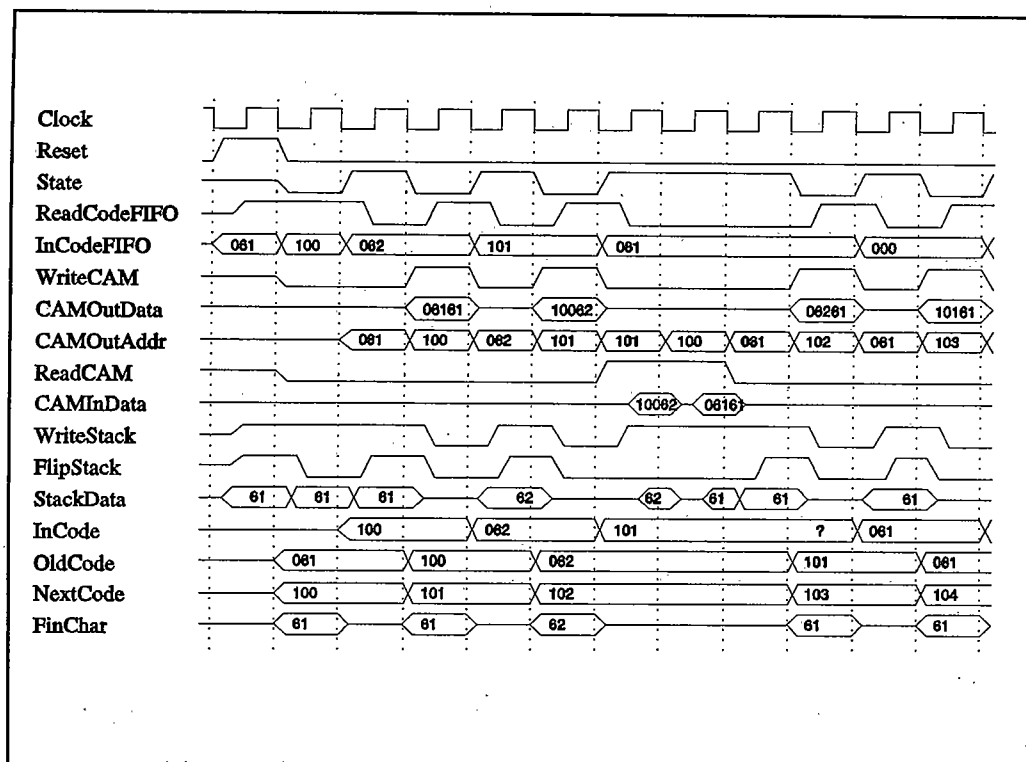 Clock
Reset
State
ReadCodeFIFO
InCodeFIFO 061 100 062 101 061 000
WriteCAM
CAMOutData 06161 10062 06261 10161
CAMOutAddr 061 100 062 101 101 100 061 102 061 103
ReadCAM
CAMInData 10062 06161
WriteStack
FlipStack
StackData 61 61 61 62 62 61 61 61
InCode 100 062 101 ? 061
OldCode 061 100 062 101 061
NextCode 100 101 102 103 104
FinChar 61 61 62 61 61